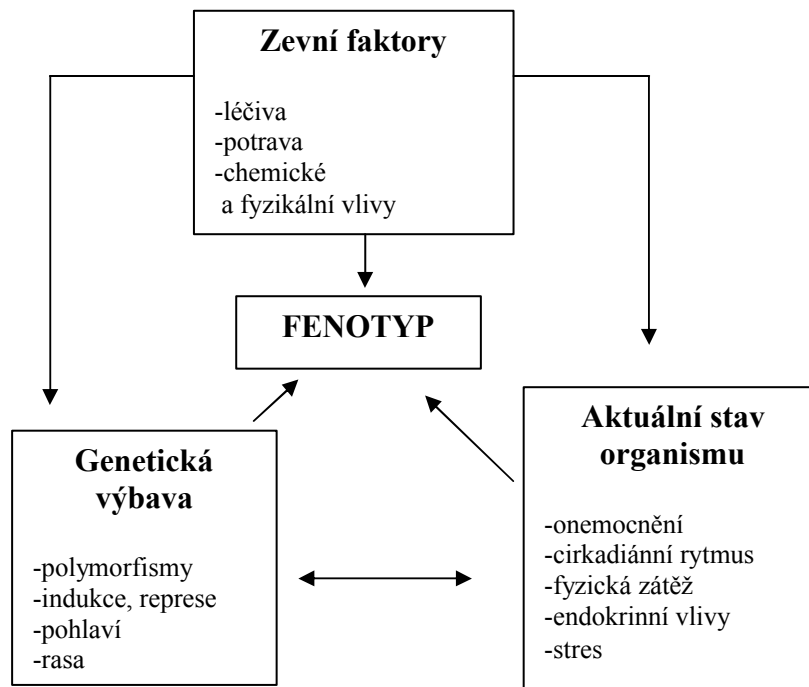 Zevní faktory
-léčiva
-potrava
-chemické
a fyzikální vlivy
FENOTYP
Genetická
výbava
-polymorfismy
-indukce, represe
-pohlaví
-rasa
Aktuální stav
organismu
-onemocnění
-cirkadiánní rytmus
-fyzická zátěž
-endokrinní vlivy
-stres